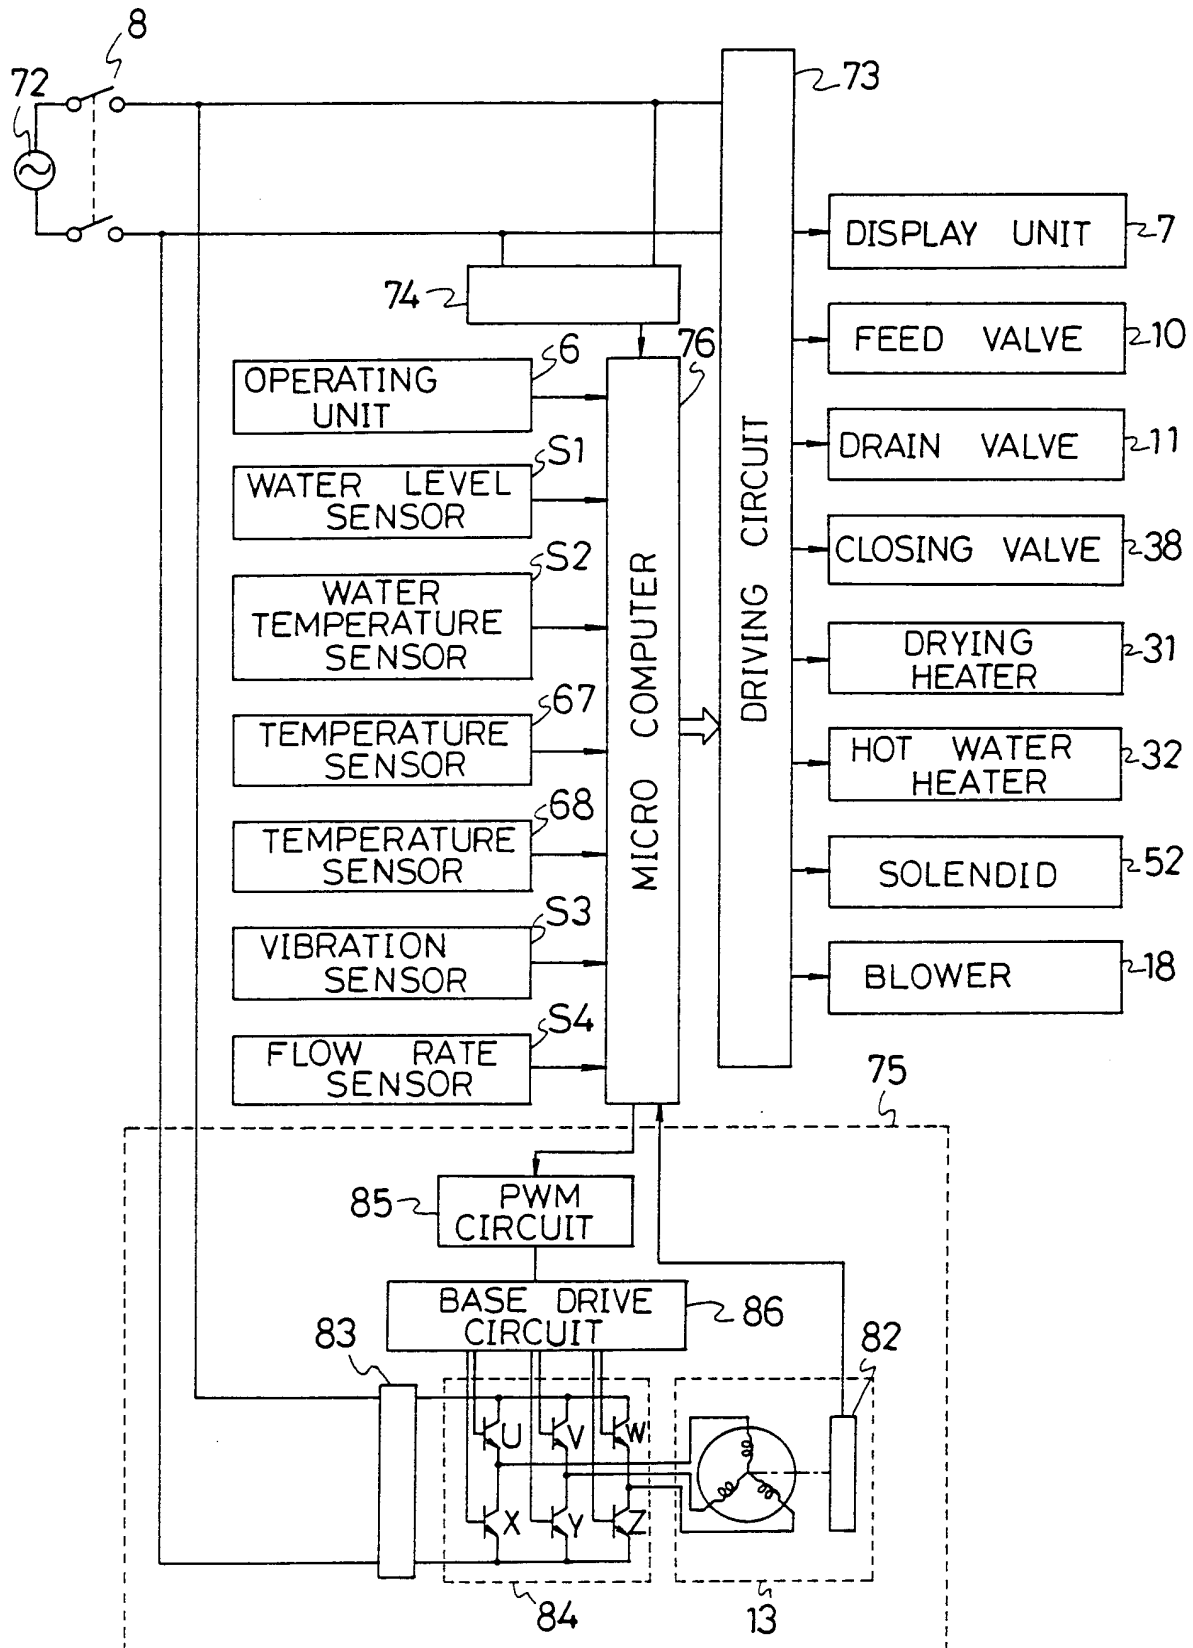 8
72
73
DISPLAY UNIT
7
74
FEED VALVE
10
6
76
OPERATING
UNIT
DRAIN VALVE
11
S1
WATER LEVEL
SENSOR
CLOSING VALVE
38
S2
WATER
TEMPERATURE
SENSOR
MICRO COMPUTER
DRIVING CIRCUIT
DRYING
HEATER
31
67
TEMPERATURE
SENSOR
HOT WATER
HEATER
32
68
TEMPERATURE
SENSOR
SOLENDID
52
S3
VIBRATION
SENSOR
BLOWER
18
S4
FLOW RATE
SENSOR
75
85
PWM
CIRCUIT
BASE DRIVE
CIRCUIT
86
83
82
U V W
X Y Z
84
13